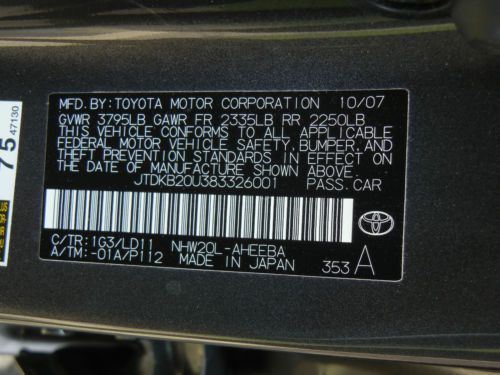 MFD. BY: TOYOTA MOTOR CORPORATION 10/07
GVWR 3795LB GAWR FR 2335LB RR 2250LB
THIS VEHICLE CONFORMS TO ALL APPLICABLE
FEDERAL MOTOR VEHICLE SAFETY, BUMPER, AND
THEFT PREVENTION STANDARDS IN EFFECT ON
THE DATE OF MANUFACTURE SHOWN ABOVE.
JTDKB20U383326001 PASS.CAR
C/TR: 1G3/LD11 NHW20L-AHEEBA
A/TM: -01A/P112 MADE IN JAPAN 353 A
75 47130